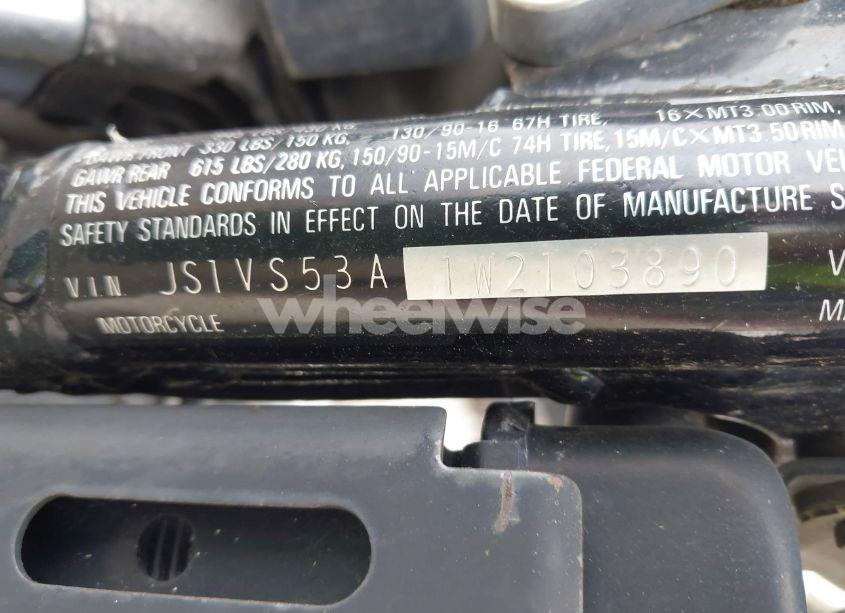 GAWR FRONT 330 LBS/150 KG, 130/90-16 67H TIRE, 16×MT3.00 RIM,
GAWR REAR 615 LBS/280 KG, 150/90-15M/C 74H TIRE, 15M/C×MT3.50 RIM
THIS VEHICLE CONFORMS TO ALL APPLICABLE FEDERAL MOTOR VE
SAFETY STANDARDS IN EFFECT ON THE DATE OF MANUFACTURE S
VIN JS1VS53A 1W2103890 V
wheelwise
MOTORCYCLE